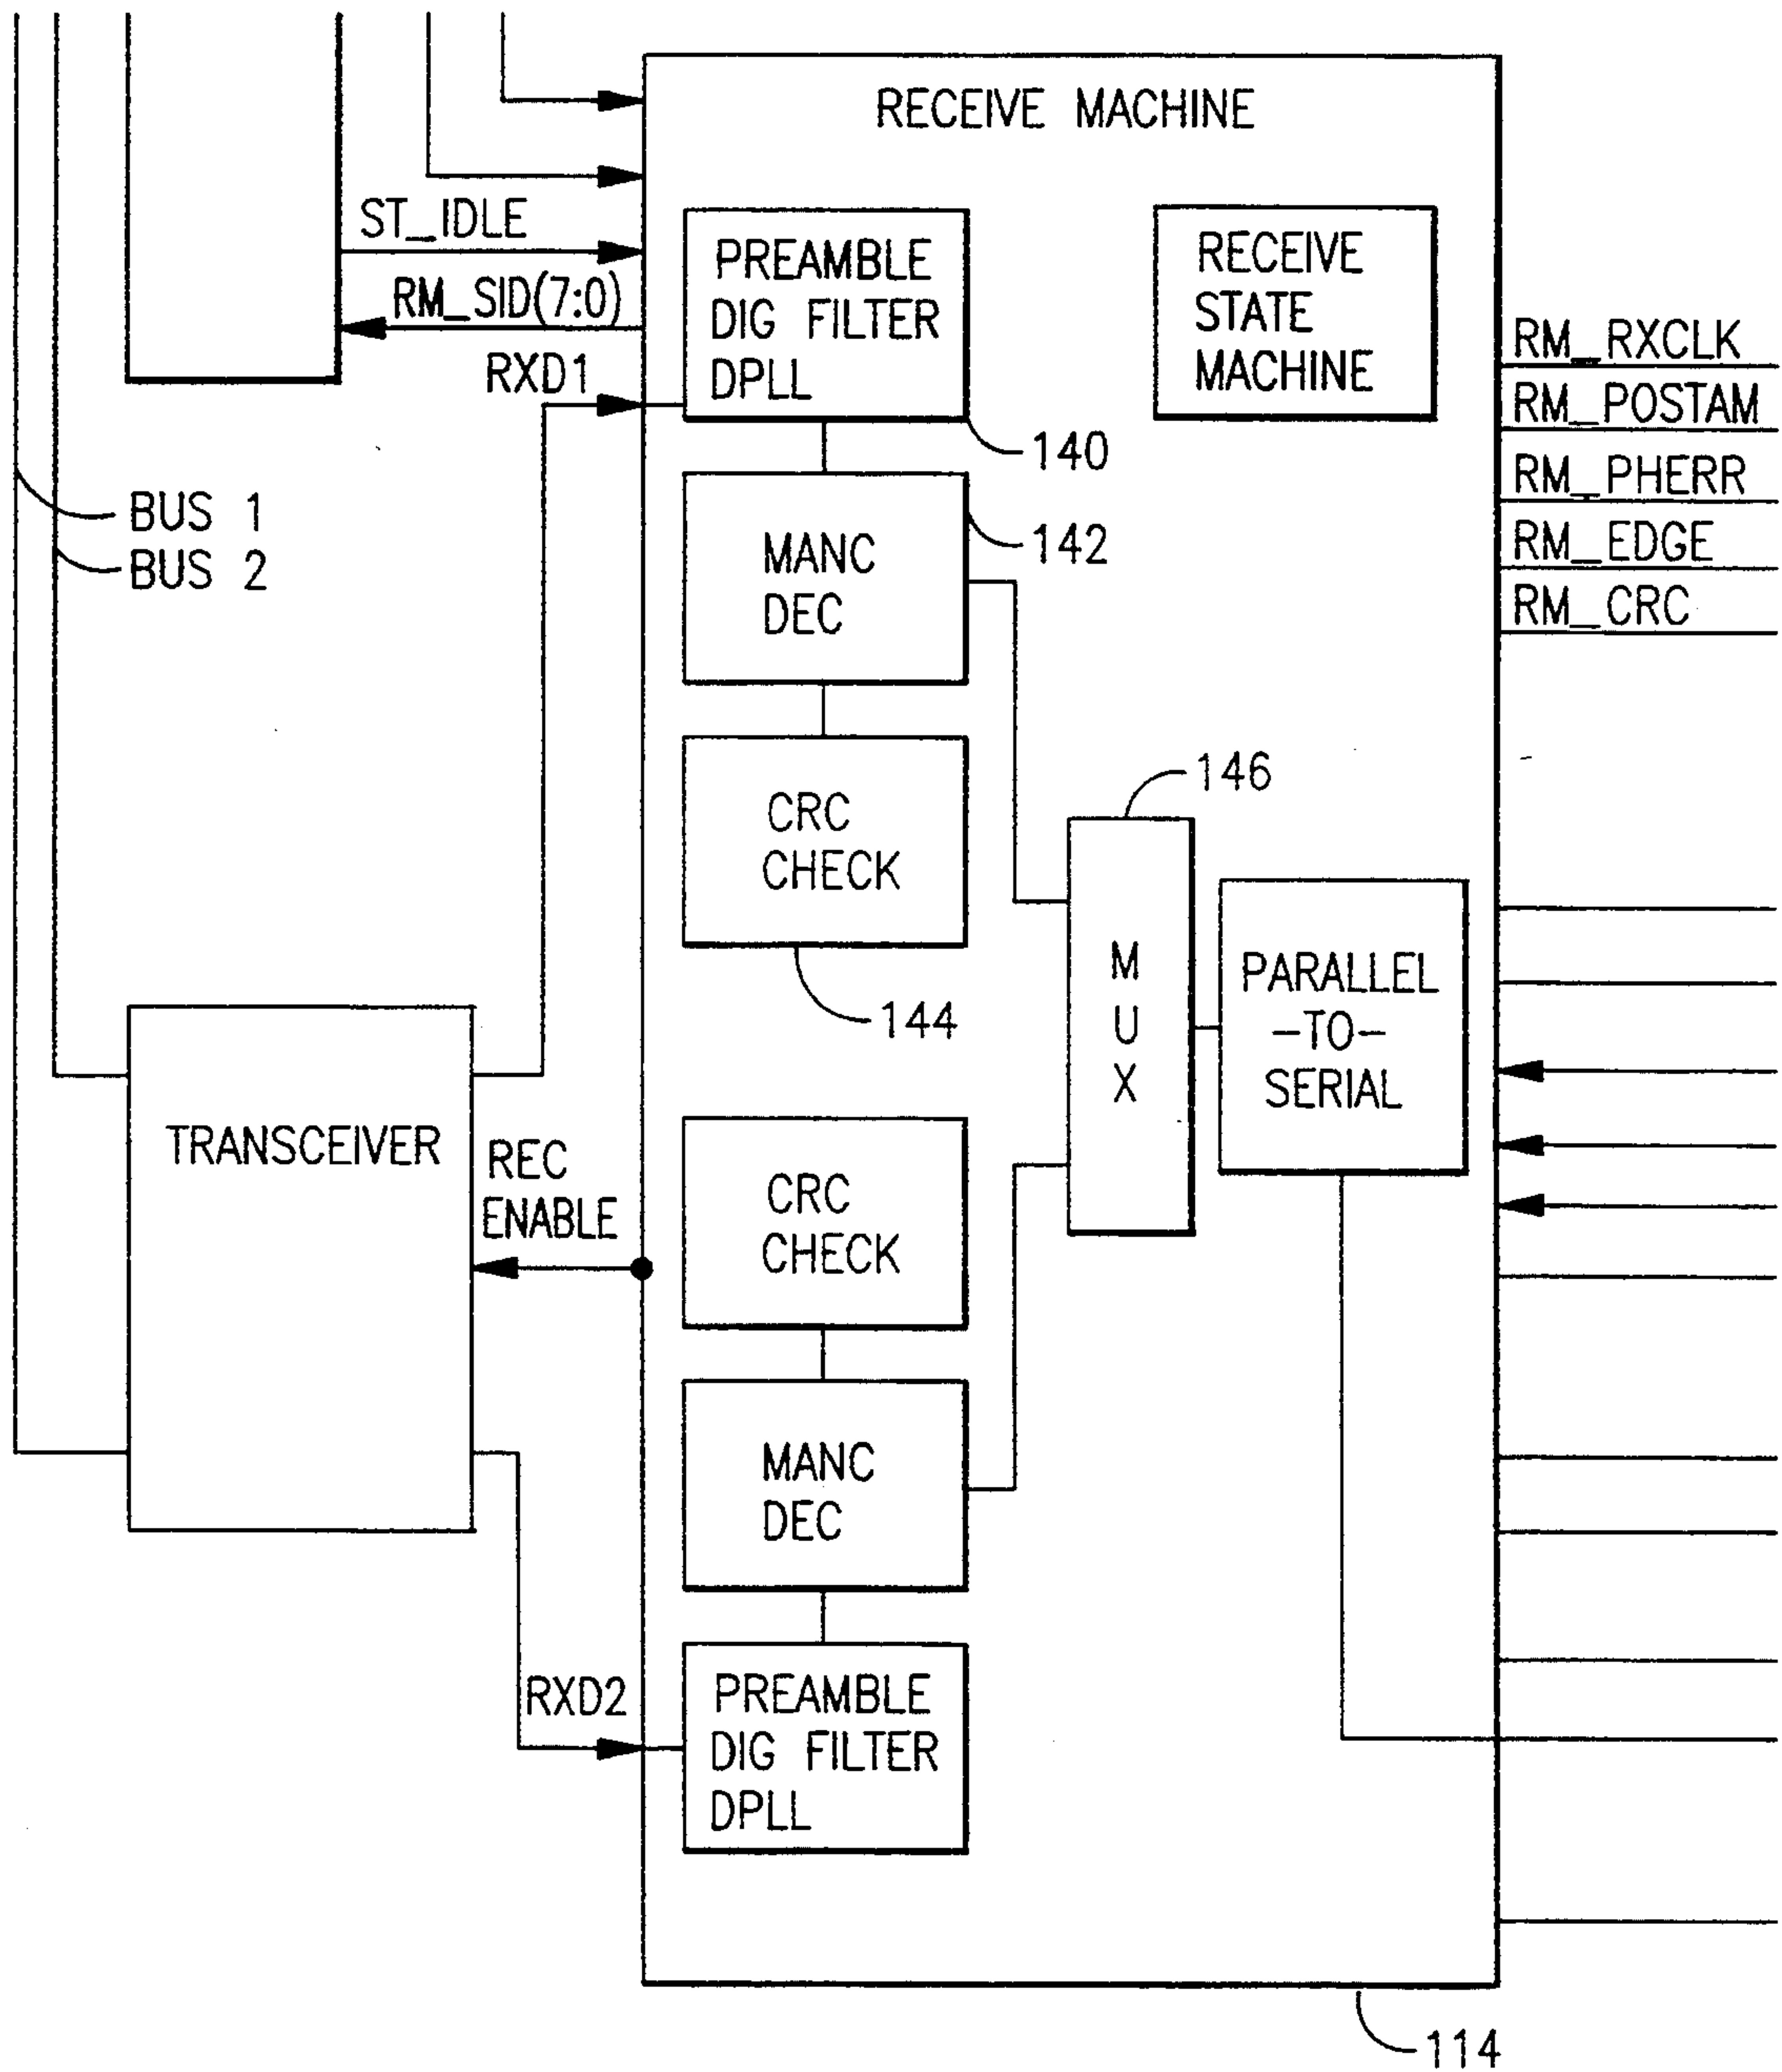 RECEIVE MACHINE
ST_IDLE
RM_SID(7:0)
RXD1
PREAMBLE
DIG FILTER
DPLL
140
RECEIVE
STATE
MACHINE
RM_RXCLK
RM_POSTAM
RM_PHERR
RM_EDGE
RM_CRC
BUS 1
BUS 2
MANC
DEC
142
CRC
CHECK
144
146
M
U
X
PARALLEL
-TO-
SERIAL
TRANSCEIVER
REC
ENABLE
CRC
CHECK
MANC
DEC
RXD2
PREAMBLE
DIG FILTER
DPLL
114